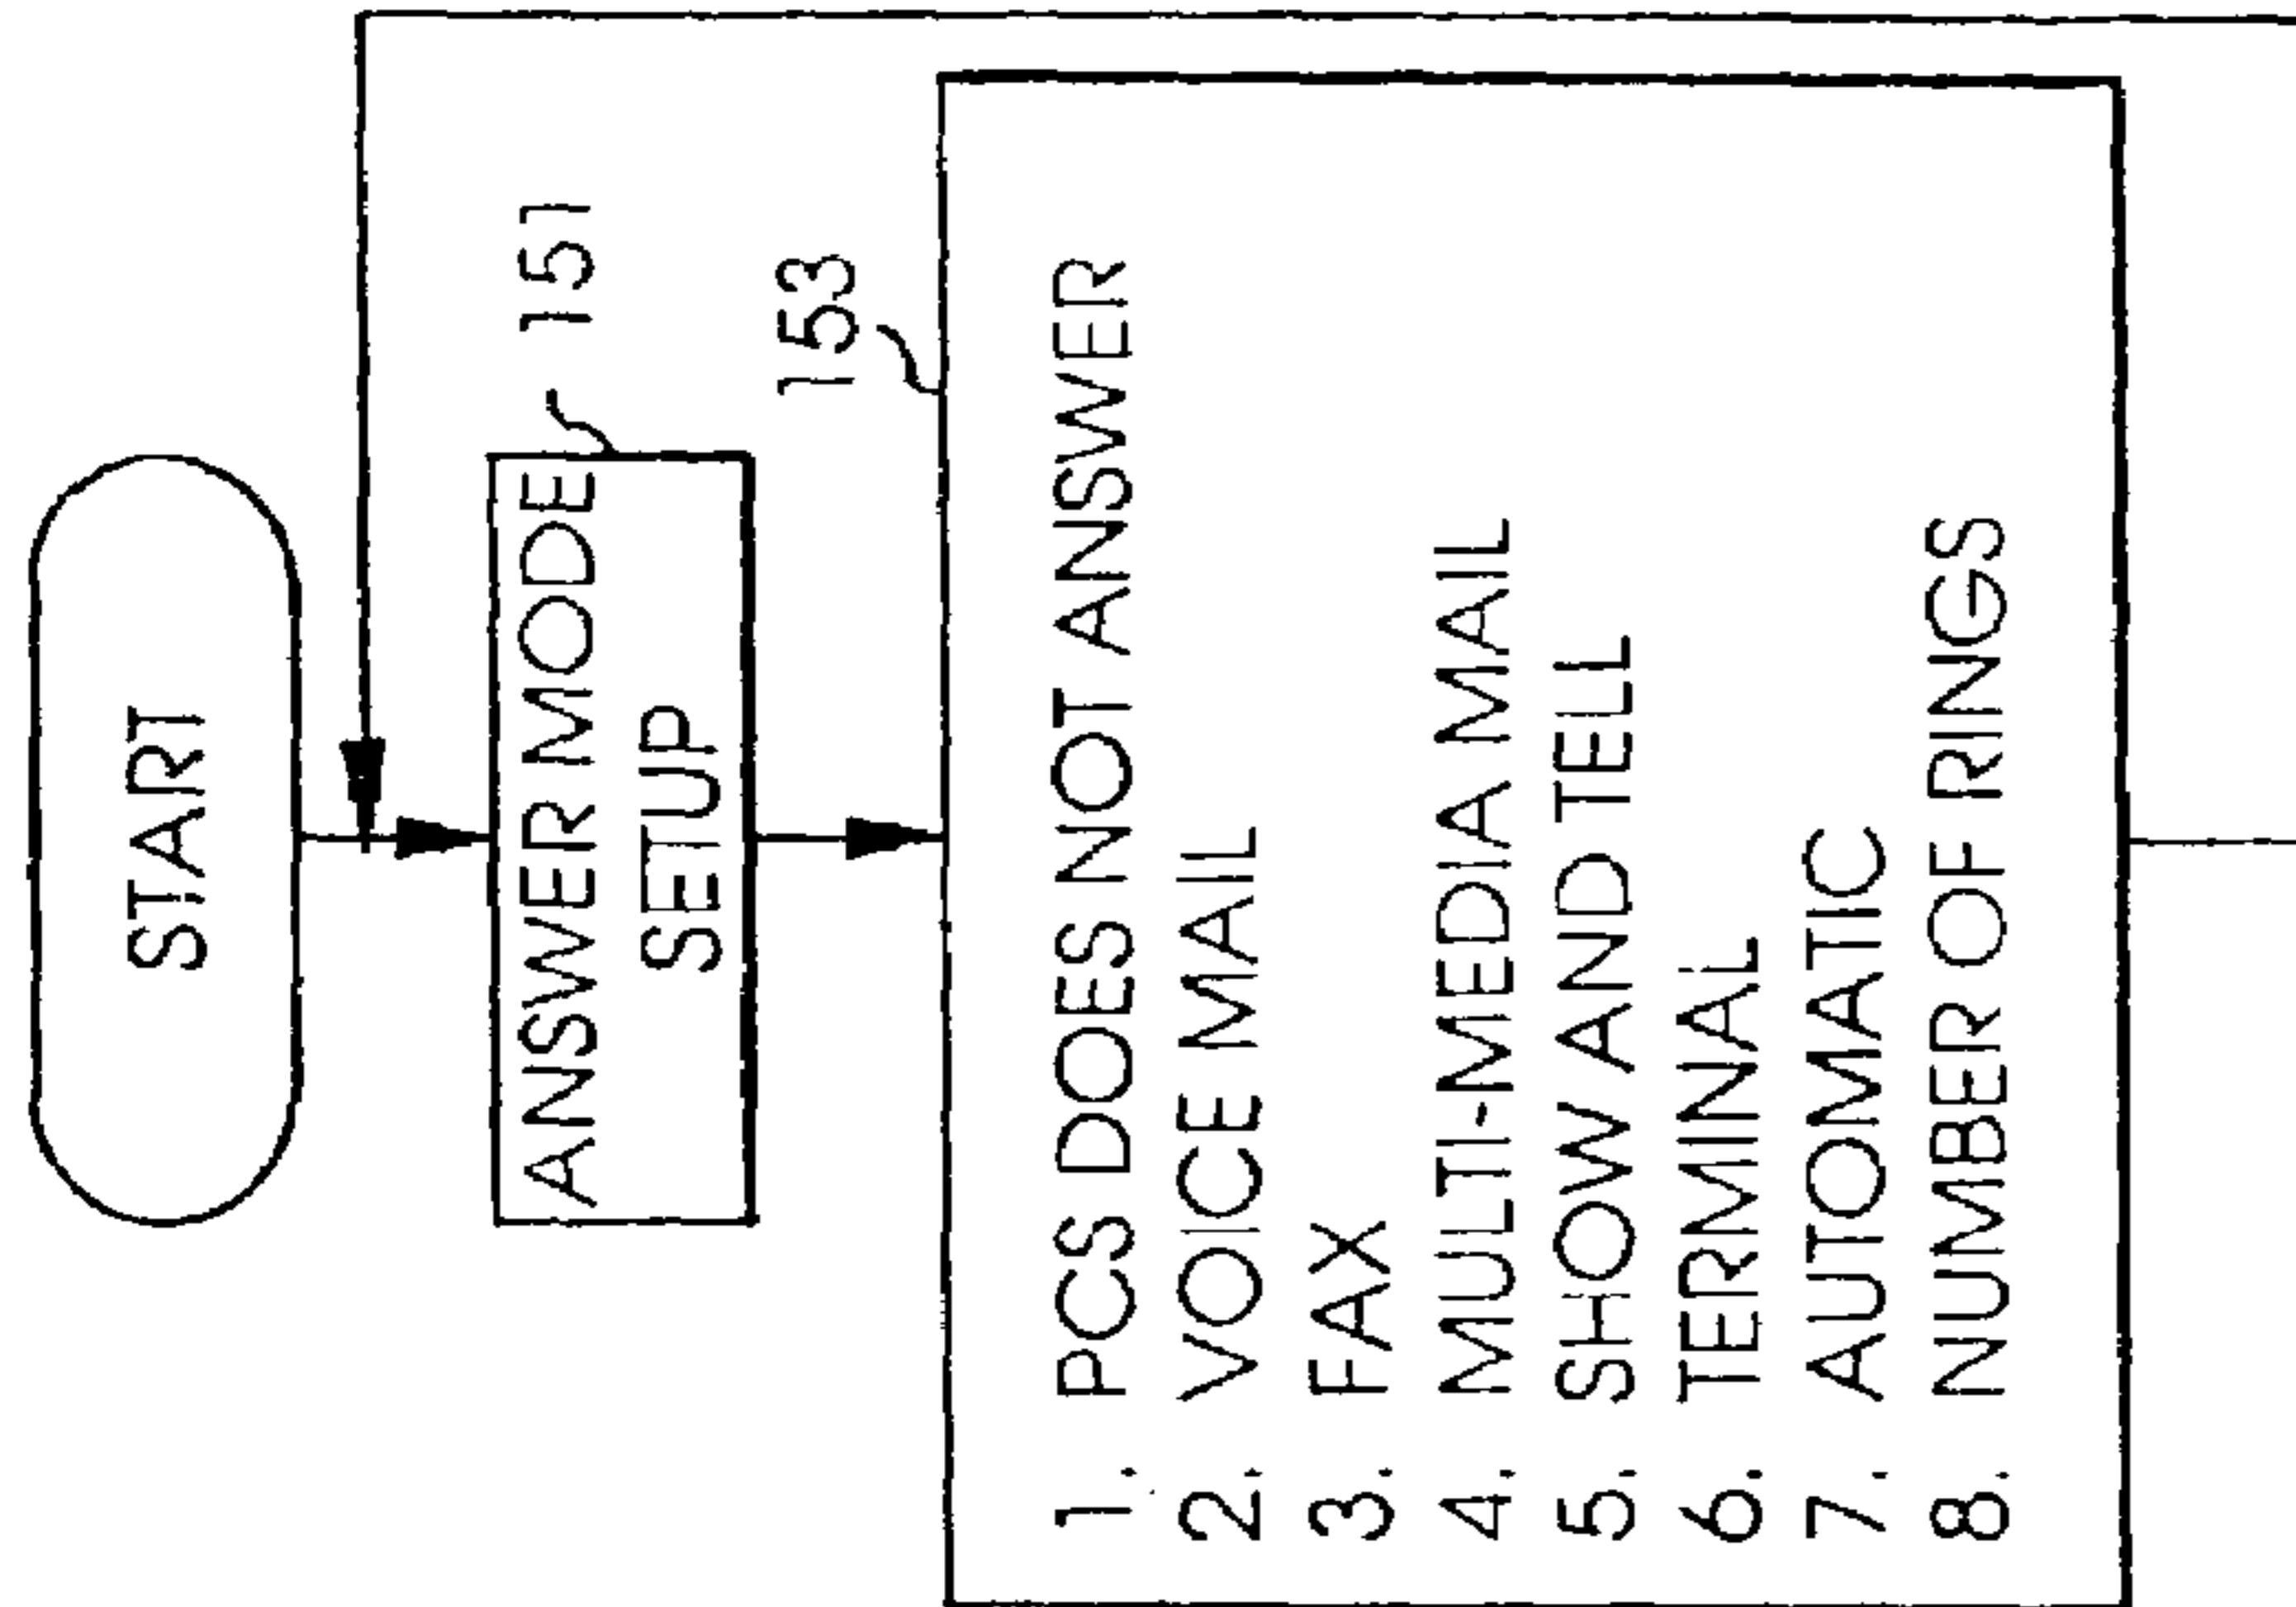 START
ANSWER MODE
SETUP
151
153
1. PCS DOES NOT ANSWER
2. VOICE MAIL
3. FAX
4. MULTI-MEDIA MAIL
5. SHOW AND TELL
6. TERMINAL
7. AUTOMATIC
8. NUMBER OF RINGS